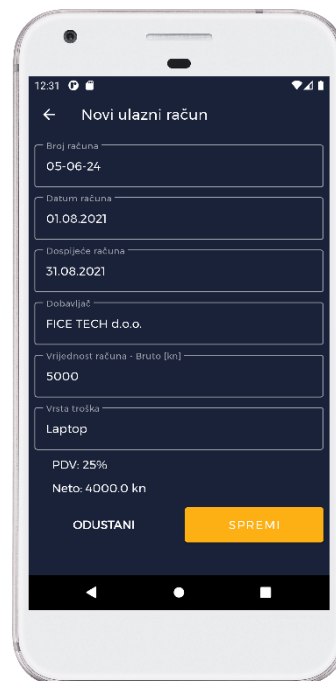 12:31
Novi ulazni račun
Broj računa
05-06-24
Datum računa
01.08.2021
Dospijeće računa
31.08.2021
Dobavljač
FICE TECH d.o.o.
Vrijednost računa - Bruto [kn]
5000
Vrsta troška
Laptop
PDV: 25%
Neto: 4000.0 kn
ODUSTANI
SPREMI